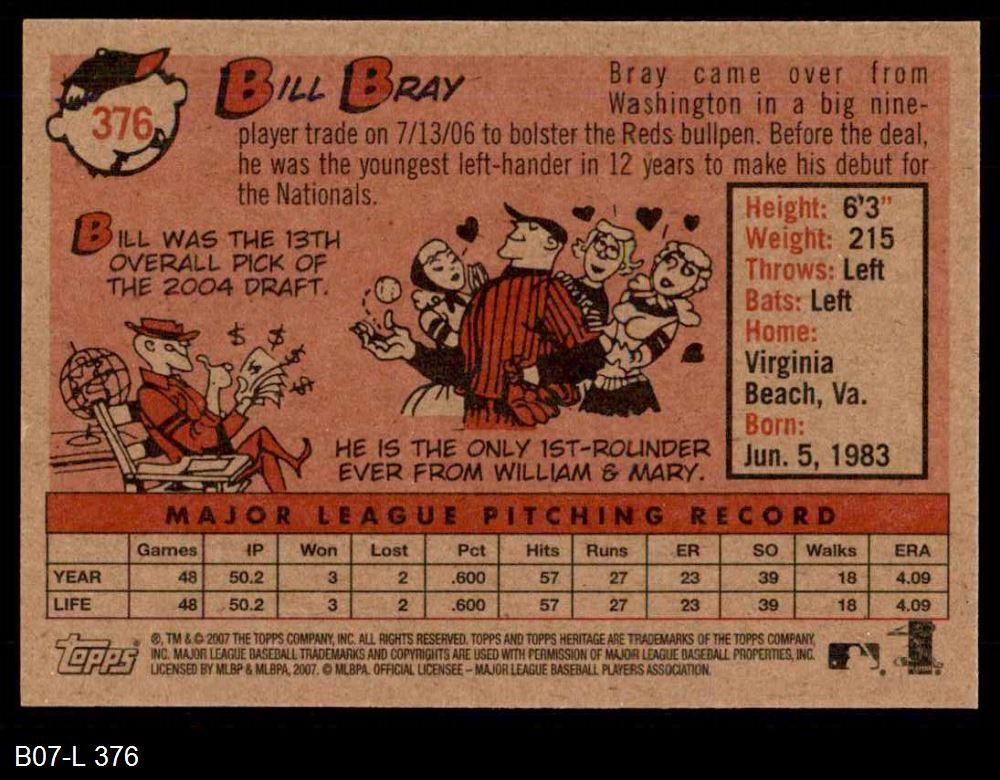 376
BILL BRAY
Bray came over from
Washington in a big nine-
player trade on 7/13/06 to bolster the Reds bullpen. Before the deal,
he was the youngest left-hander in 12 years to make his debut for
the Nationals.
BILL WAS THE 13TH
OVERALL PICK OF
THE 2004 DRAFT.
$ $ $ $ $
HE IS THE ONLY 1ST-ROUNDER
EVER FROM WILLIAM & MARY.
Height: 6'3"
Weight: 215
Throws: Left
Bats: Left
Home:
Virginia
Beach, Va.
Born:
Jun. 5, 1983
MAJOR LEAGUE PITCHING RECORD
Games IP Won Lost Pct Hits Runs ER SO Walks ERA
YEAR 48 50.2 3 2 .600 57 27 23 39 18 4.09
LIFE 48 50.2 3 2 .600 57 27 23 39 18 4.09
TOPPS
®, TM & © 2007 THE TOPPS COMPANY, INC. ALL RIGHTS RESERVED. TOPPS AND TOPPS HERITAGE ARE TRADEMARKS OF THE TOPPS COMPANY,
INC. MAJOR LEAGUE BASEBALL TRADEMARKS AND COPYRIGHTS ARE USED WITH PERMISSION OF MAJOR LEAGUE BASEBALL PROPERTIES, INC.
LICENSED BY MLBP & MLBPA, 2007. © MLBPA. OFFICIAL LICENSEE – MAJOR LEAGUE BASEBALL PLAYERS ASSOCIATION.
B07-L 376